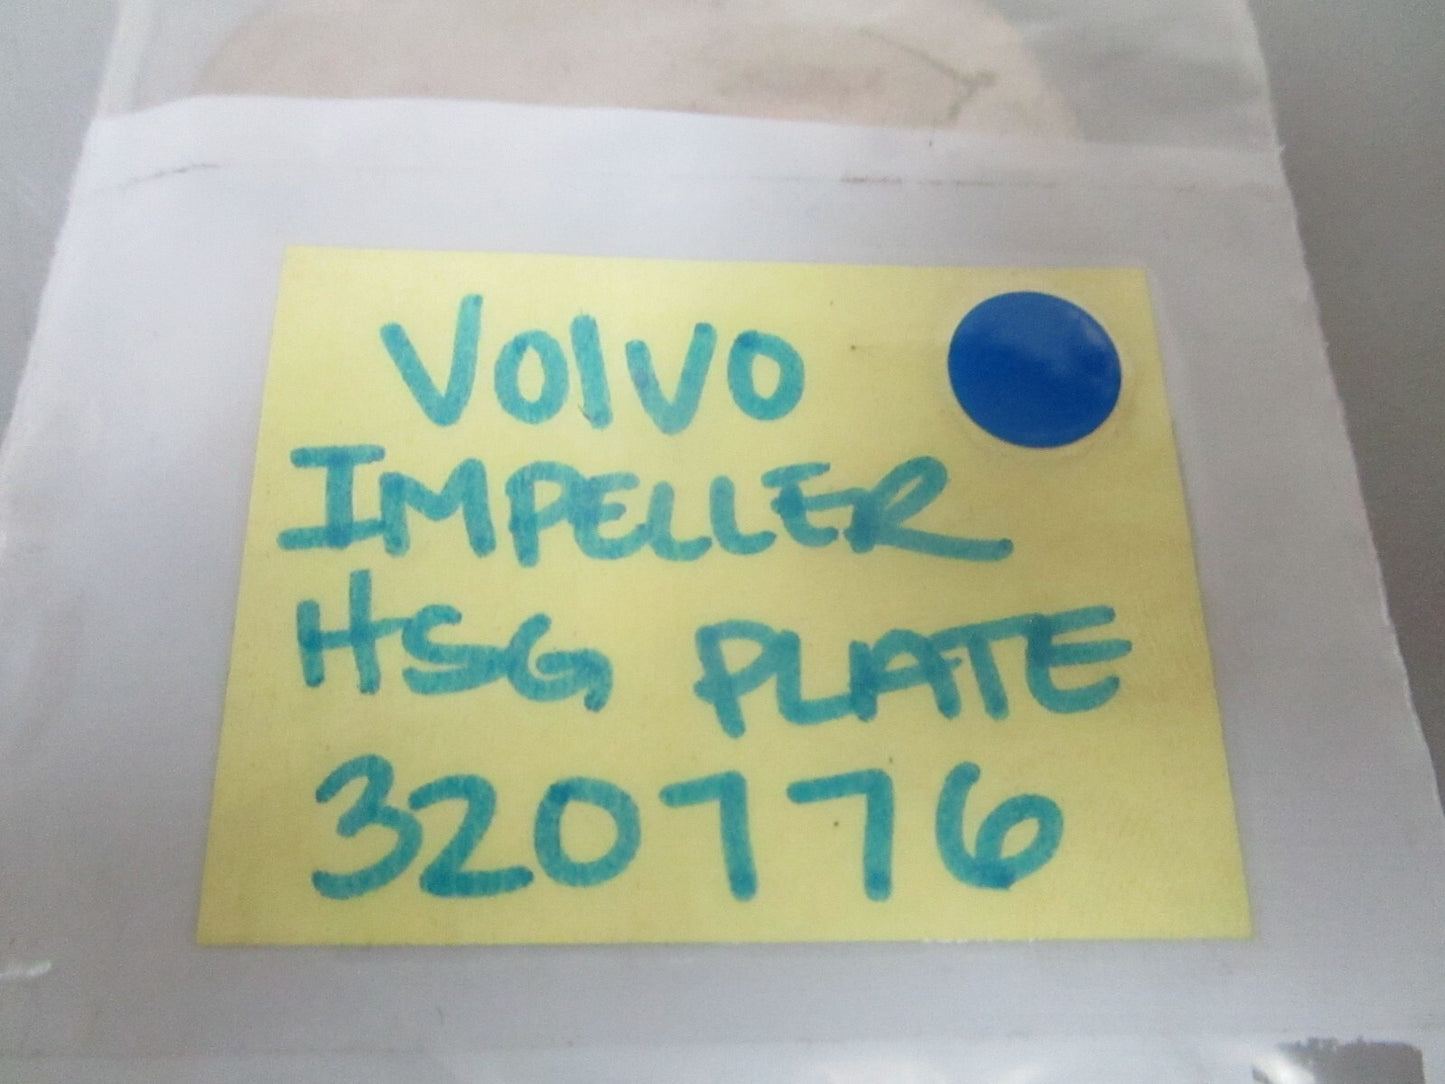 VOLVO
IMPELLER
HSG PLATE
320776